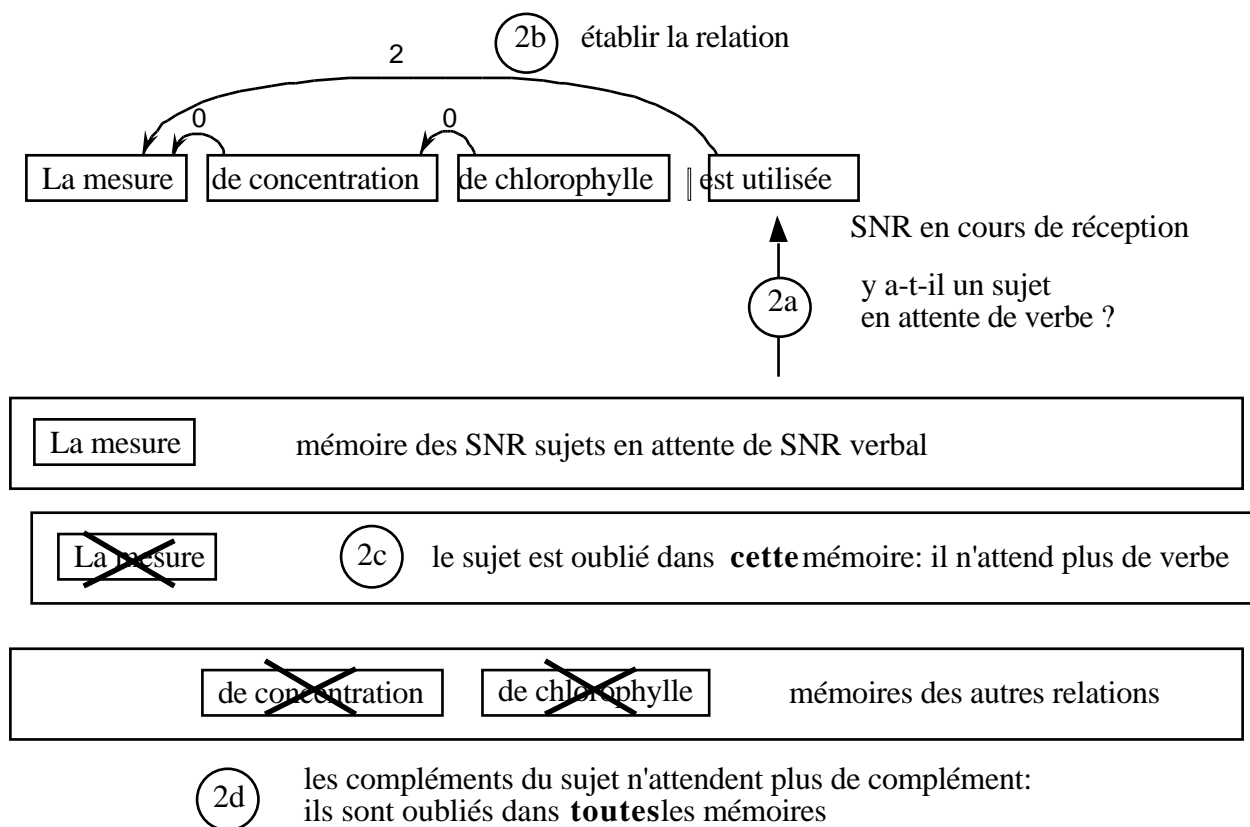 2b établir la relation
2
0 0
La mesure de concentration de chlorophylle est utilisée
SNR en cours de réception
2a y a-t-il un sujet
en attente de verbe ?
La mesure mémoire des SNR sujets en attente de SNR verbal
La mesure 2c le sujet est oublié dans cette mémoire: il n'attend plus de verbe
de concentration de chlorophylle mémoires des autres relations
2d les compléments du sujet n'attendent plus de complément:
ils sont oubliés dans toutes les mémoires